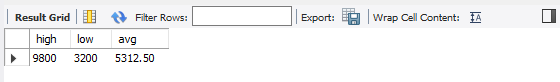 Result Grid Filter Rows: Export: Wrap Cell Content:
high low avg
9800 3200 5312.50